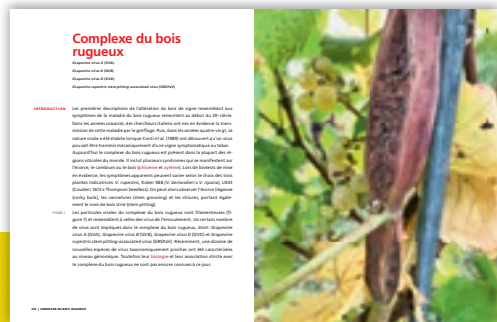 Complexe du bois
rugueux
Grapevine virus A (GVA)
Grapevine virus B (GVB)
Grapevine virus D (GVD)
Grapevine rupestris stem pitting-associated virus (GRSPaV)
INTRODUCTION
Les premières descriptions de l'altération du bois de vigne ressemblant aux
symptômes de la maladie du bois rugueux remontent au début du 20e siècle.
Dans les années soixante, des chercheurs italiens ont mis en évidence la trans-
mission de cette maladie par le greffage. Puis, dans les années quatre-vingt, sa
nature virale a été établie lorsque Conti et al. (1980) ont découvert qu'un virus
pouvait être transmis mécaniquement d'une vigne symptomatique au tabac.
Aujourd'hui le complexe du bois rugueux est présent dans la plupart des ré-
gions viticoles du monde. Il inclut plusieurs syndromes qui se manifestent sur
l'écorce, le cambium ou le bois (phloème et xylème). Lors de biotests de mise
en évidence, les symptômes apparents peuvent varier selon le choix des trois
plantes indicatrices: V. rupestris, Kober 5BB (V. berlandieri x V. riparia), LN33
(Couderc 1613 x Thompson Seedless). On peut alors observer l'écorce liégeuse
(corky bark), les cannelures (stem grooving) et les striures, portant égale-
ment le nom de bois strié (stem pitting).
FIGURE 1
Les particules virales du complexe du bois rugueux sont filamenteuses (fi-
gure 1) et ressemblent à celles des virus de l'enroulement. Un certain nombre
de virus sont impliqués dans le complexe du bois rugueux, dont: Grapevine
virus A (GVA), Grapevine virus B (GVB), Grapevine virus D (GVD) et Grapevine
rupestris stem pitting-associated virus (GRSPaV). Récemment, une dizaine de
nouvelles espèces de virus taxonomiquement proches ont été caractérisées
au niveau génomique. Toutefois leur biologie et leur association stricte avec
le complexe du bois rugueux ne sont pas encore connues à ce jour.
COMPLEXE DU BOIS RUGUEUX